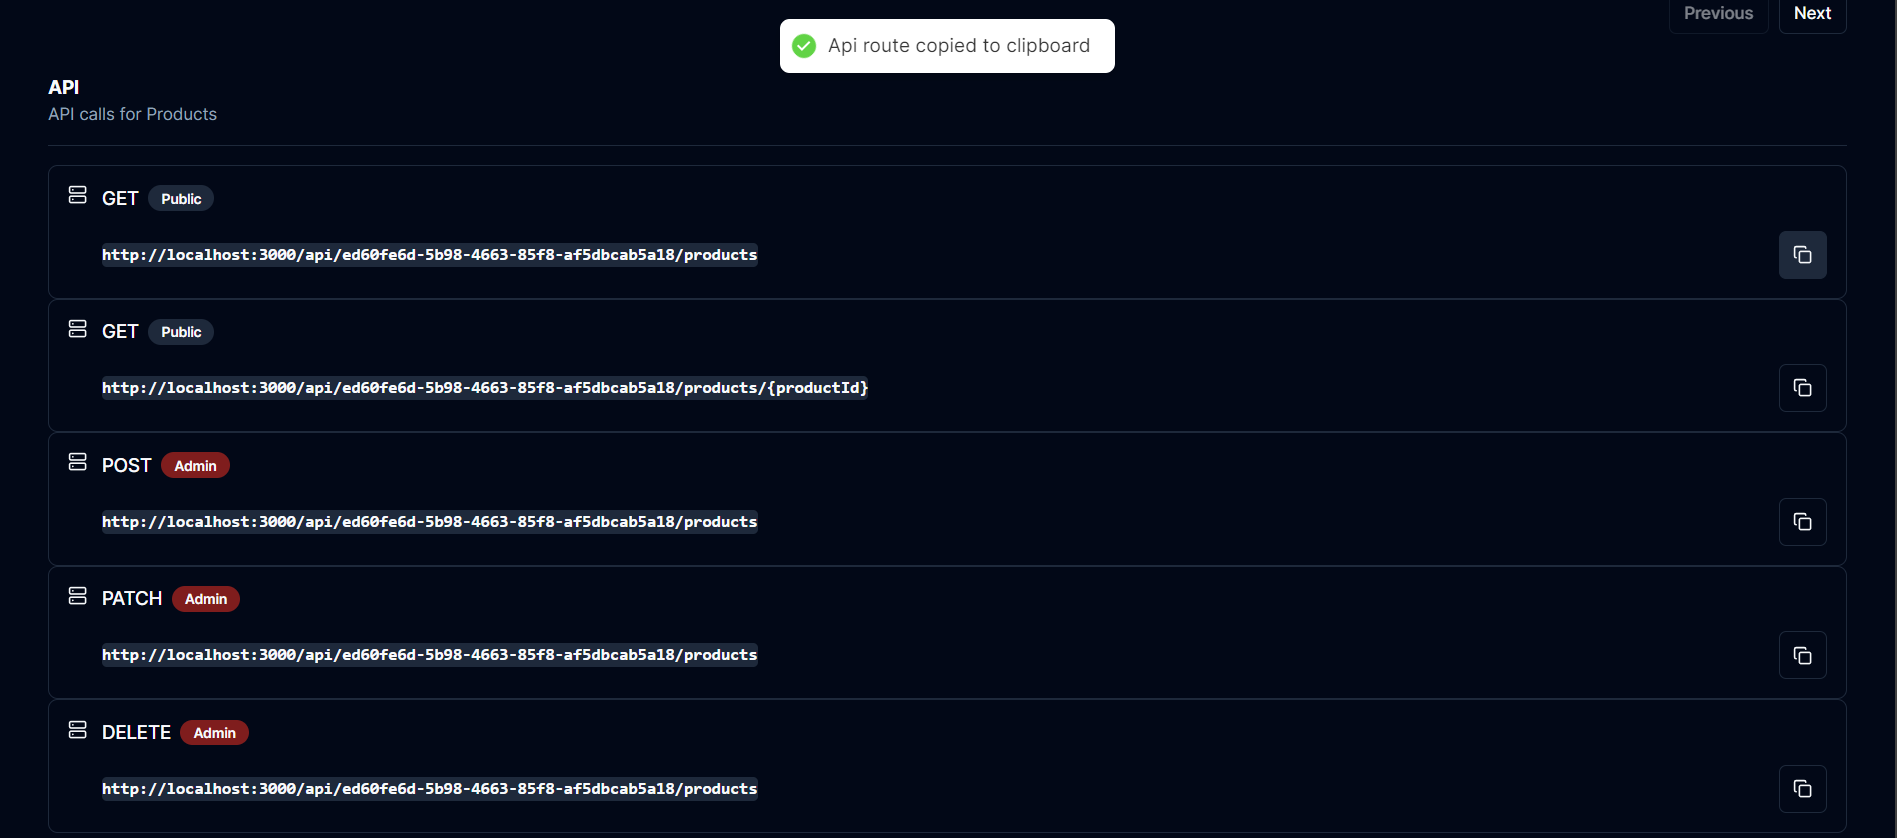 Previous Next
Api route copied to clipboard
API
API calls for Products
GET Public
http://localhost:3000/api/ed60fe6d-5b98-4663-85f8-af5dbcab5a18/products
GET Public
http://localhost:3000/api/ed60fe6d-5b98-4663-85f8-af5dbcab5a18/products/{productId}
POST Admin
http://localhost:3000/api/ed60fe6d-5b98-4663-85f8-af5dbcab5a18/products
PATCH Admin
http://localhost:3000/api/ed60fe6d-5b98-4663-85f8-af5dbcab5a18/products
DELETE Admin
http://localhost:3000/api/ed60fe6d-5b98-4663-85f8-af5dbcab5a18/products